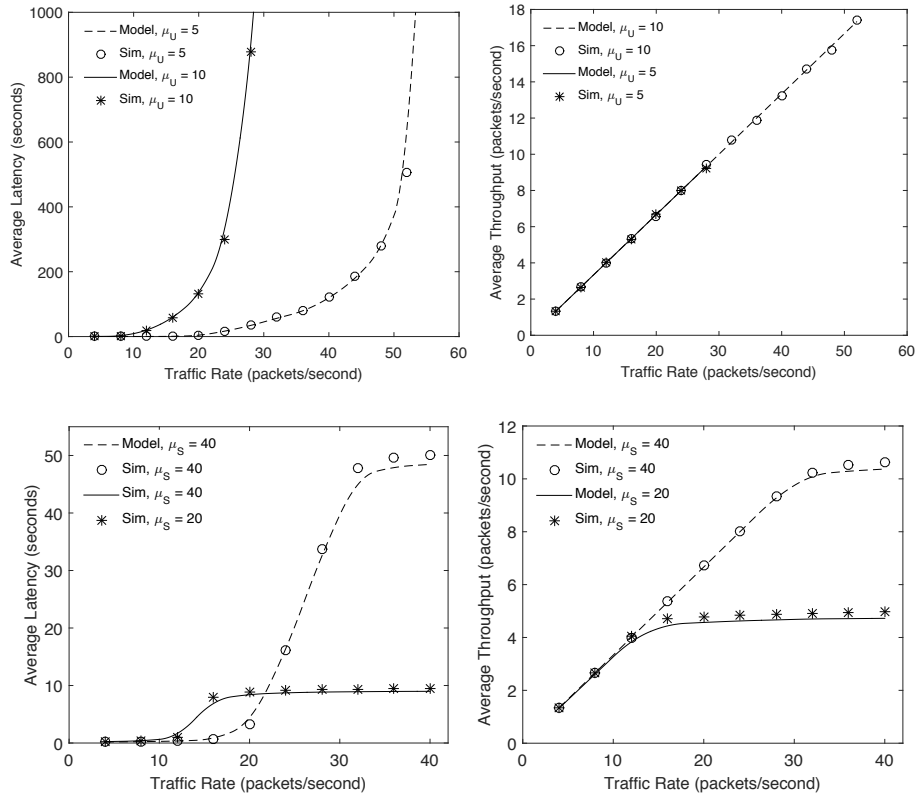 1000
800
600
400
200
0
0 10 20 30 40 50 60
Average Latency (seconds)
Traffic Rate (packets/second)
Model, μU = 5
Sim, μU = 5
Model, μU = 10
Sim, μU = 10
18
16
14
12
10
8
6
4
2
0
0 10 20 30 40 50 60
Average Throughput (packets/second)
Traffic Rate (packets/second)
Model, μU = 10
Sim, μU = 10
Model, μU = 5
Sim, μU = 5
50
40
30
20
10
0
0 10 20 30 40
Average Latency (seconds)
Traffic Rate (packets/second)
Model, μS = 40
Sim, μS = 40
Sim, μS = 40
Sim, μS = 20
12
10
8
6
4
2
0
0 10 20 30 40
Average Throughput (packets/second)
Traffic Rate (packets/second)
Model, μS = 40
Sim, μS = 40
Model, μS = 20
Sim, μS = 20